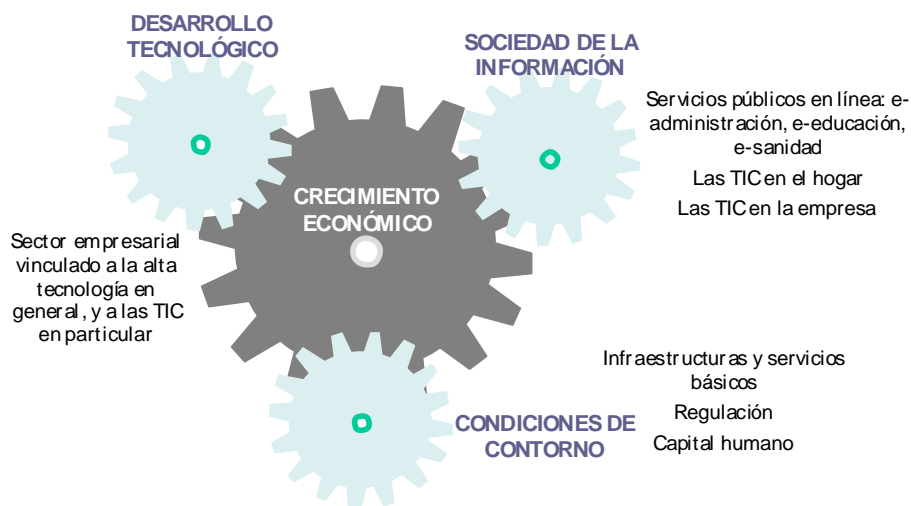 DESARROLLO
TECNOLÓGICO
SOCIEDAD DE LA
INFORMACIÓN
Servicios públicos en línea: e-
administración, e-educación,
e-sanidad
Las TIC en el hogar
Las TIC en la empresa
CRECIMIENTO
ECONÓMICO
Sector empresarial
vinculado a la alta
tecnología en
general, y a las TIC
en particular
Infraestructuras y servicios
básicos
Regulación
Capital humano
CONDICIONES DE
CONTORNO